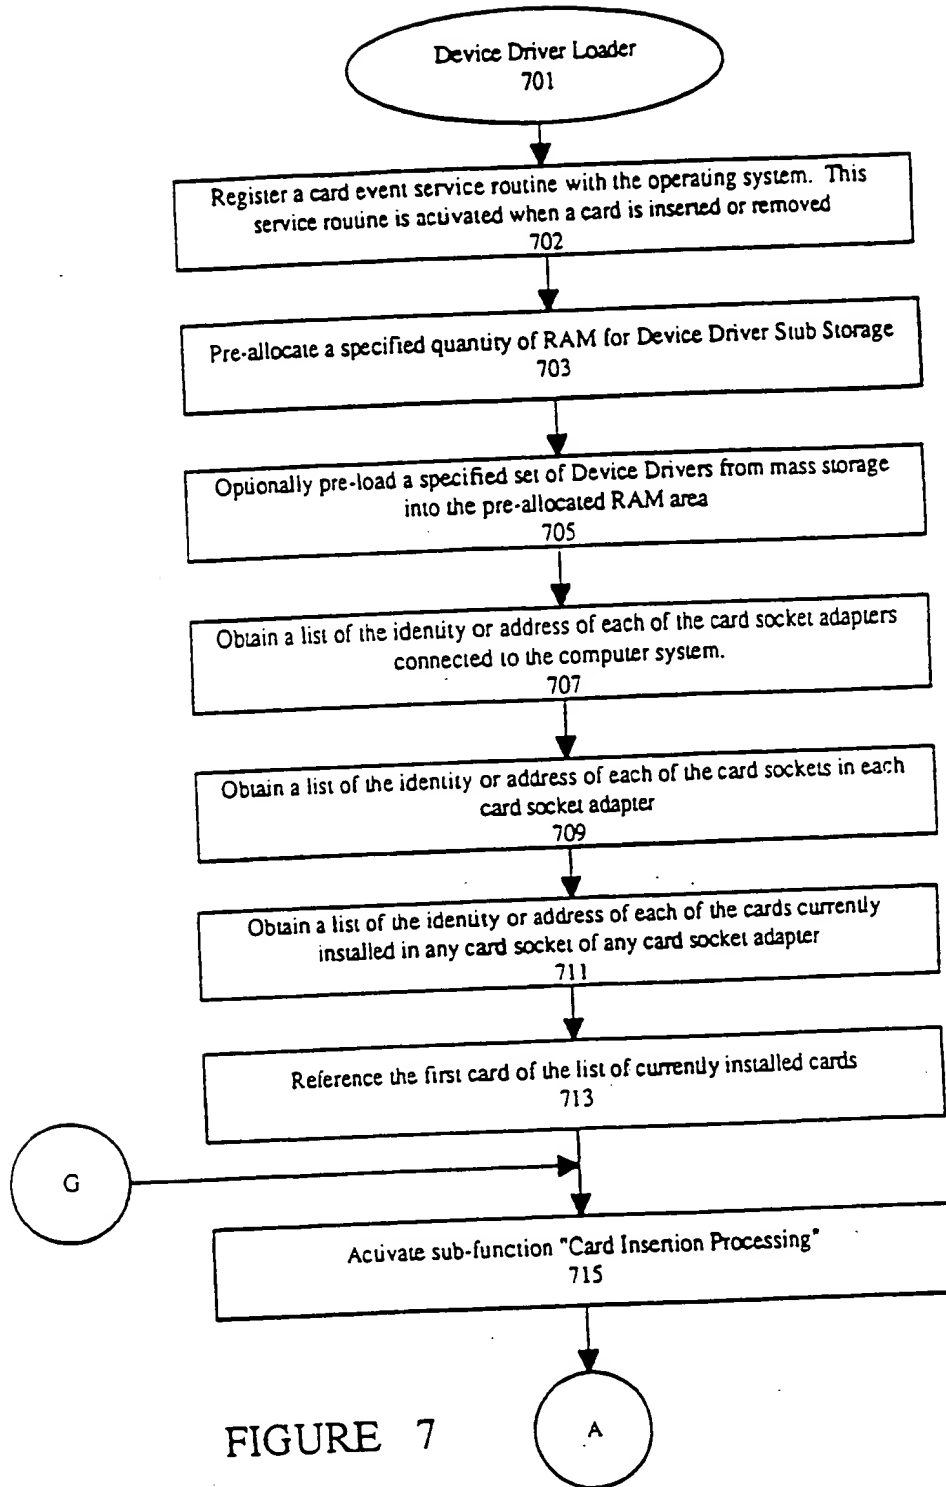 Device Driver Loader
701
Register a card event service routine with the operating system. This
service routine is activated when a card is inserted or removed
702
Pre-allocate a specified quantity of RAM for Device Driver Stub Storage
703
Optionally pre-load a specified set of Device Drivers from mass storage
into the pre-allocated RAM area
705
Obtain a list of the identity or address of each of the card socket adapters
connected to the computer system.
707
Obtain a list of the identity or address of each of the card sockets in each
card socket adapter
709
Obtain a list of the identity or address of each of the cards currently
installed in any card socket of any card socket adapter
711
Reference the first card of the list of currently installed cards
713
G
Activate sub-function "Card Insertion Processing"
715
A
FIGURE 7